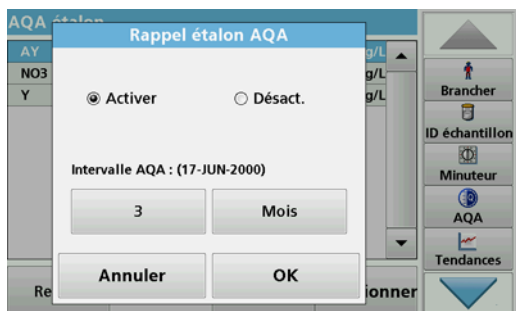 AQA étalon
Rappel étalon AQA
AY
g/L
NO3
g/L
Y
g/L
Activer
Désact.
Intervalle AQA : (17-JUN-2000)
3
Mois
Annuler
OK
Re
ionner
Brancher
ID échantillon
Minuteur
AQA
Tendances